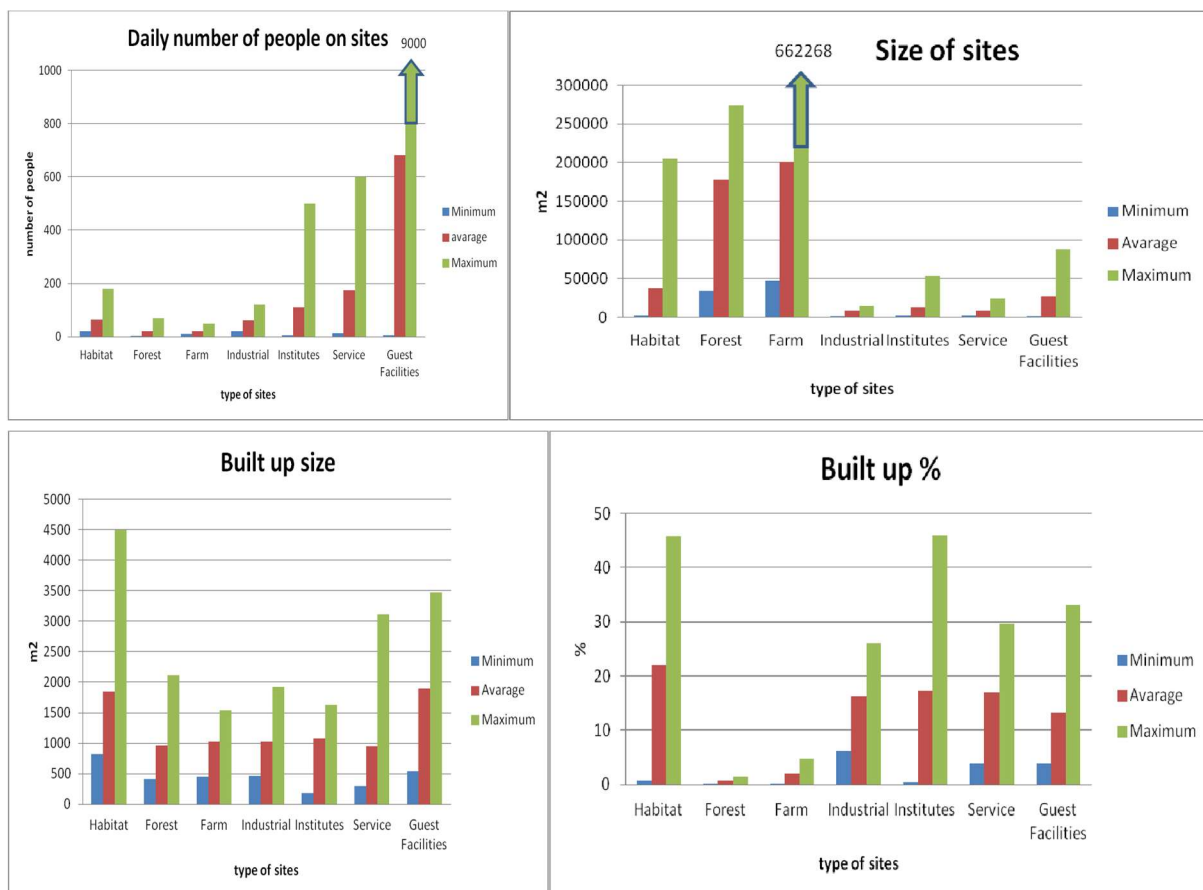 Daily number of people on sites
9000
1000
800
600
400
200
0
number of people
Habitat Forest Farm Industrial Institutes Service Guest
Facilities
type of sites
Minimum
avarage
Maximum
Size of sites
662268
300000
250000
200000
150000
100000
50000
0
m2
Habitat Forest Farm Industrial Institutes Service Guest
Facilities
type of sites
Minimum
Avarage
Maximum
Built up size
5000
4500
4000
3500
3000
2500
2000
1500
1000
500
0
m2
Habitat Forest Farm Industrial Institutes Service Guest
Facilities
type of sites
Minimum
Avarage
Maximum
Built up %
50
40
30
20
10
0
%
Habitat Forest Farm Industrial Institutes Service Guest
Facilities
type of sites
Minimum
Avarage
Maximum